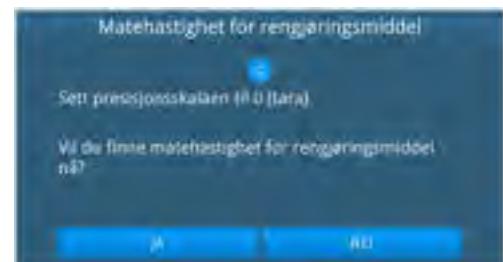 Matehastighet for rengjøringsmiddel
Sett presisjonsskalaen til 0 (tara).
Vil du finne matehastighet for rengjøringsmiddel
nå?
JA
NEI